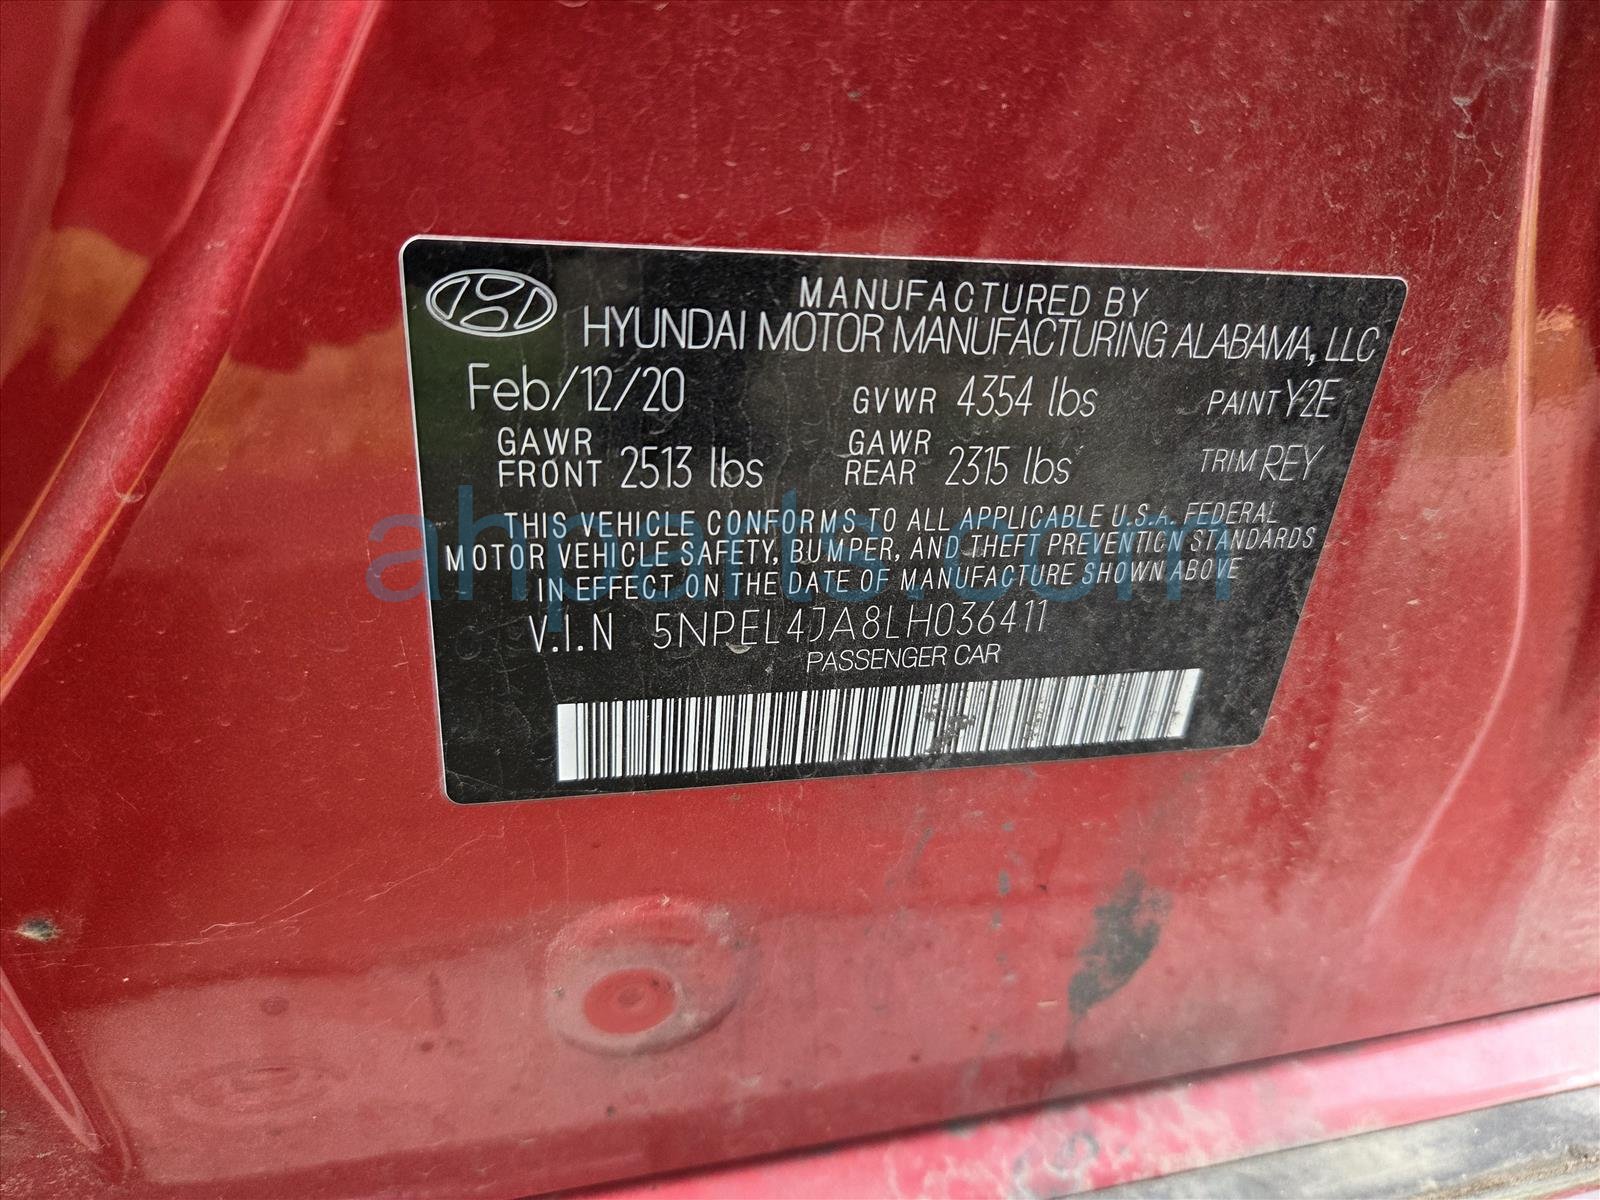 MANUFACTURED BY
HYUNDAI MOTOR MANUFACTURING ALABAMA, LLC
Feb/12/20 GVWR 4354 lbs PAINT Y2E
GAWR FRONT 2513 lbs GAWR REAR 2315 lbs TRIM REY
THIS VEHICLE CONFORMS TO ALL APPLICABLE U.S.A. FEDERAL
MOTOR VEHICLE SAFETY, BUMPER, AND THEFT PREVENTION STANDARDS
IN EFFECT ON THE DATE OF MANUFACTURE SHOWN ABOVE
V.I.N 5NPEL4JA8LH036411
PASSENGER CAR
ahparts.com